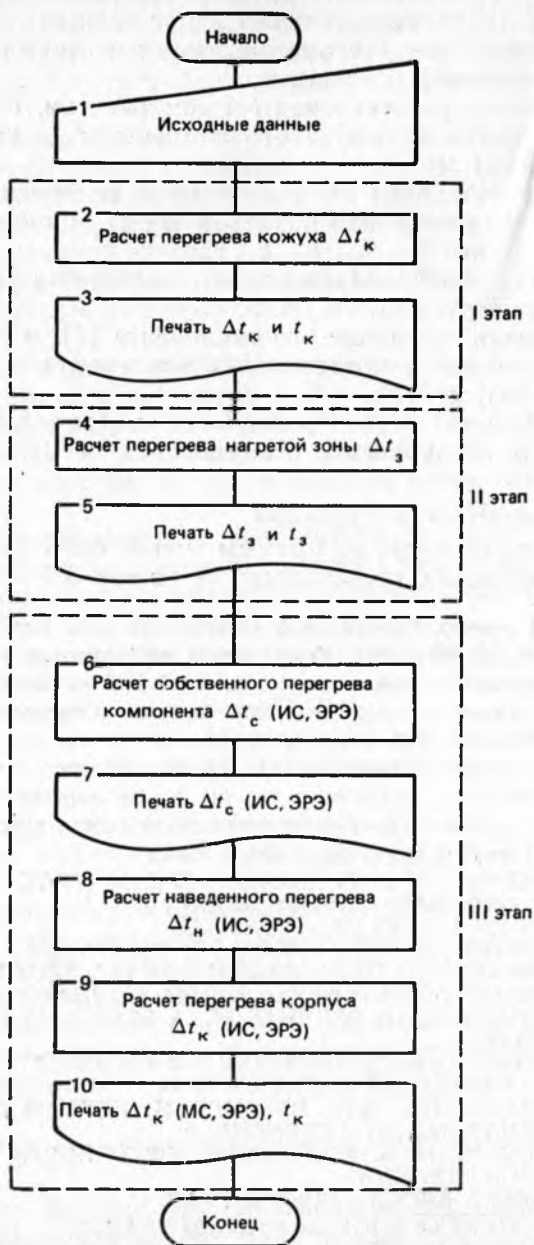 Начало
1
Исходные данные
2
Расчет перегрева кожуха Δtк
3
Печать Δtк и tк
I этап
4
Расчет перегрева нагретой зоны Δtз
5
Печать Δtз и tз
II этап
6
Расчет собственного перегрева
компонента Δtс (ИС, ЭРЭ)
7
Печать Δtс (ИС, ЭРЭ)
8
Расчет наведенного перегрева
Δtн (ИС, ЭРЭ)
9
Расчет перегрева корпуса
Δtк (ИС, ЭРЭ)
10
Печать Δtк (МС, ЭРЭ), tк
III этап
Конец